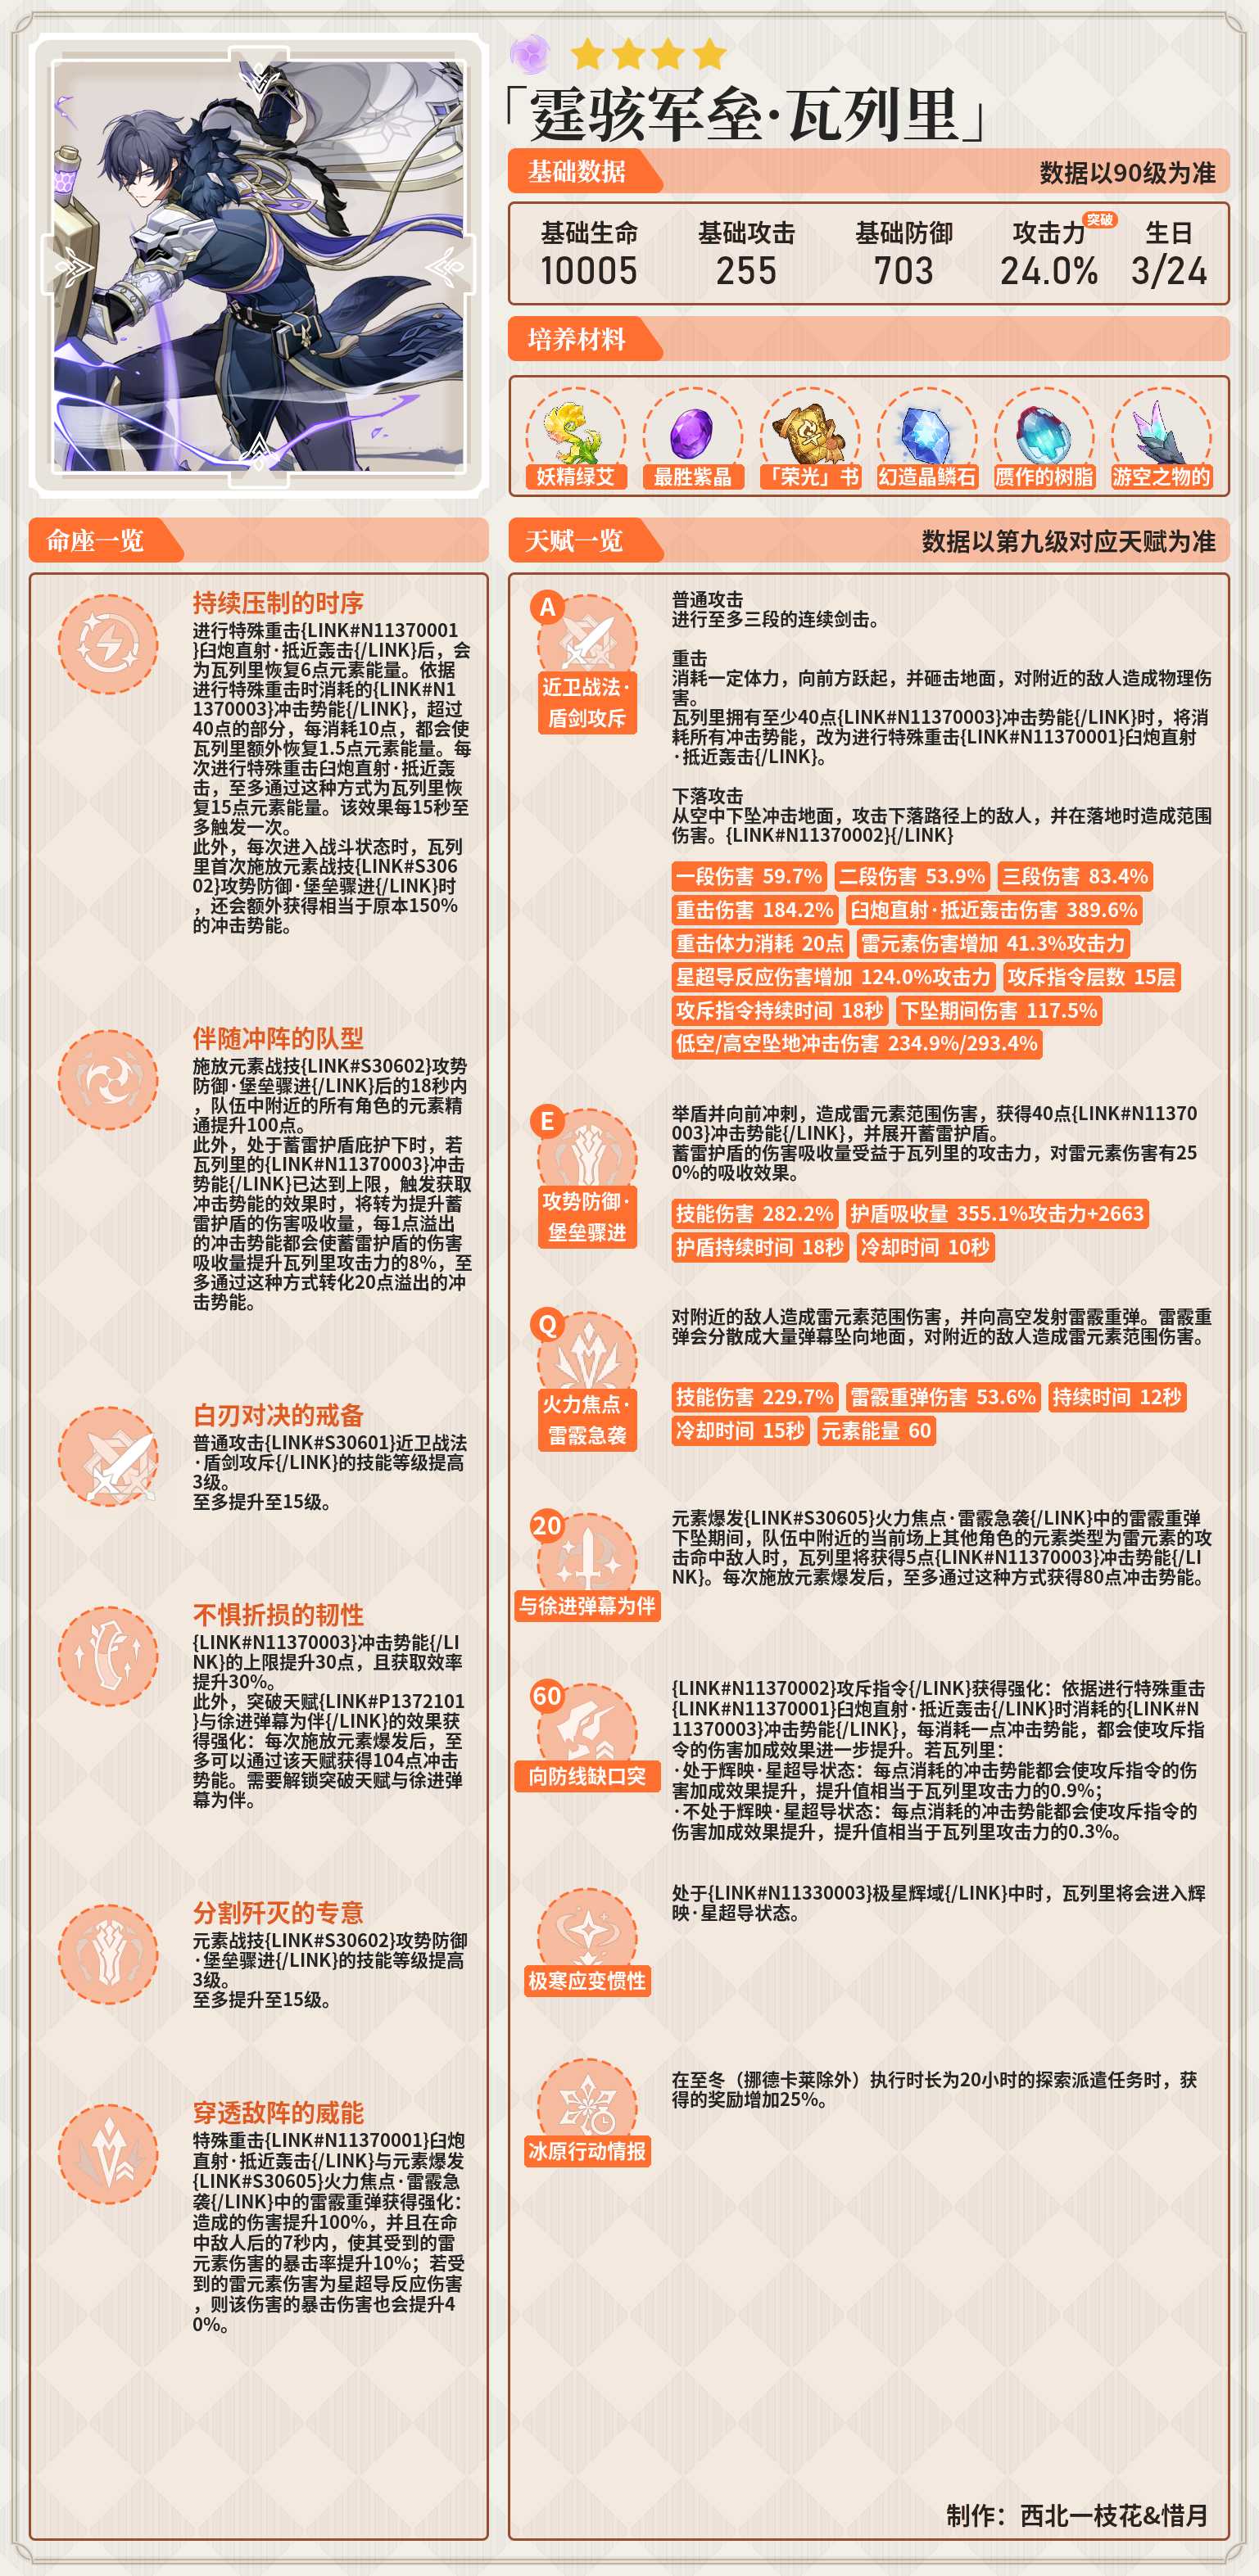 「霆骇军垒·瓦列里」
基础数据
数据以90级为准
基础生命
10005
基础攻击
255
基础防御
703
攻击力
突破
24.0%
生日
3/24
培养材料
妖精绿艾
最胜紫晶
「荣光」书
幻造晶鳞石
赝作的树脂
游空之物的
命座一览
持续压制的时序
进行特殊重击{LINK#N11370001
}臼炮直射·抵近轰击{/LINK}后，会
为瓦列里恢复6点元素能量。依据
进行特殊重击时消耗的{LINK#N1
1370003}冲击势能{/LINK}，超过
40点的部分，每消耗10点，都会使
瓦列里额外恢复1.5点元素能量。每
次进行特殊重击臼炮直射·抵近轰
击，至多通过这种方式为瓦列里恢
复15点元素能量。该效果每15秒至
多触发一次。
此外，每次进入战斗状态时，瓦列
里首次施放元素战技{LINK#S306
02}攻势防御·堡垒骤进{/LINK}时
，还会额外获得相当于原本150%
的冲击势能。
伴随冲阵的队型
施放元素战技{LINK#S30602}攻势
防御·堡垒骤进{/LINK}后的18秒内
，队伍中附近的所有角色的元素精
通提升100点。
此外，处于蓄雷护盾庇护下时，若
瓦列里的{LINK#N11370003}冲击
势能{/LINK}已达到上限，触发获取
冲击势能的效果时，将转为提升蓄
雷护盾的伤害吸收量，每1点溢出
的冲击势能都会使蓄雷护盾的伤害
吸收量提升瓦列里攻击力的8%，至
多通过这种方式转化20点溢出的冲
击势能。
白刃对决的戒备
普通攻击{LINK#S30601}近卫战法
·盾剑攻斥{/LINK}的技能等级提高
3级。
至多提升至15级。
不惧折损的韧性
{LINK#N11370003}冲击势能{/LI
NK}的上限提升30点，且获取效率
提升30%。
此外，突破天赋{LINK#P1372101
}与徐进弹幕为伴{/LINK}的效果获
得强化：每次施放元素爆发后，至
多可以通过该天赋获得104点冲击
势能。需要解锁突破天赋与徐进弹
幕为伴。
分割歼灭的专意
元素战技{LINK#S30602}攻势防御
·堡垒骤进{/LINK}的技能等级提高
3级。
至多提升至15级。
穿透敌阵的威能
特殊重击{LINK#N11370001}臼炮
直射·抵近轰击{/LINK}与元素爆发
{LINK#S30605}火力焦点·雷霰急
袭{/LINK}中的雷霰重弹获得强化：
造成的伤害提升100%，并且在命
中敌人后的7秒内，使其受到的雷
元素伤害的暴击率提升10%；若受
到的雷元素伤害为星超导反应伤害
，则该伤害的暴击伤害也会提升4
0%。
天赋一览
数据以第九级对应天赋为准
A
近卫战法·
盾剑攻斥
普通攻击
进行至多三段的连续剑击。
重击
消耗一定体力，向前方跃起，并砸击地面，对附近的敌人造成物理伤
害。
瓦列里拥有至少40点{LINK#N11370003}冲击势能{/LINK}时，将消
耗所有冲击势能，改为进行特殊重击{LINK#N11370001}臼炮直射
·抵近轰击{/LINK}。
下落攻击
从空中下坠冲击地面，攻击下落路径上的敌人，并在落地时造成范围
伤害。{LINK#N11370002}{/LINK}
一段伤害 59.7% 二段伤害 53.9% 三段伤害 83.4%
重击伤害 184.2% 臼炮直射·抵近轰击伤害 389.6%
重击体力消耗 20点 雷元素伤害增加 41.3%攻击力
星超导反应伤害增加 124.0%攻击力 攻斥指令层数 15层
攻斥指令持续时间 18秒 下坠期间伤害 117.5%
低空/高空坠地冲击伤害 234.9%/293.4%
E
攻势防御·
堡垒骤进
举盾并向前冲刺，造成雷元素范围伤害，获得40点{LINK#N11370
003}冲击势能{/LINK}，并展开蓄雷护盾。
蓄雷护盾的伤害吸收量受益于瓦列里的攻击力，对雷元素伤害有25
0%的吸收效果。
技能伤害 282.2% 护盾吸收量 355.1%攻击力+2663
护盾持续时间 18秒 冷却时间 10秒
Q
火力焦点·
雷霰急袭
对附近的敌人造成雷元素范围伤害，并向高空发射雷霰重弹。雷霰重
弹会分散成大量弹幕坠向地面，对附近的敌人造成雷元素范围伤害。
技能伤害 229.7% 雷霰重弹伤害 53.6% 持续时间 12秒
冷却时间 15秒 元素能量 60
20
与徐进弹幕为伴
元素爆发{LINK#S30605}火力焦点·雷霰急袭{/LINK}中的雷霰重弹
下坠期间，队伍中附近的当前场上其他角色的元素类型为雷元素的攻
击命中敌人时，瓦列里将获得5点{LINK#N11370003}冲击势能{/LI
NK}。每次施放元素爆发后，至多通过这种方式获得80点冲击势能。
60
向防线缺口突
{LINK#N11370002}攻斥指令{/LINK}获得强化：依据进行特殊重击
{LINK#N11370001}臼炮直射·抵近轰击{/LINK}时消耗的{LINK#N
11370003}冲击势能{/LINK}，每消耗一点冲击势能，都会使攻斥指
令的伤害加成效果进一步提升。若瓦列里：
·处于辉映·星超导状态：每点消耗的冲击势能都会使攻斥指令的伤
害加成效果提升，提升值相当于瓦列里攻击力的0.9%；
·不处于辉映·星超导状态：每点消耗的冲击势能都会使攻斥指令的
伤害加成效果提升，提升值相当于瓦列里攻击力的0.3%。
极寒应变惯性
处于{LINK#N11330003}极星辉域{/LINK}中时，瓦列里将会进入辉
映·星超导状态。
冰原行动情报
在至冬（挪德卡莱除外）执行时长为20小时的探索派遣任务时，获
得的奖励增加25%。
制作：西北一枝花&惜月